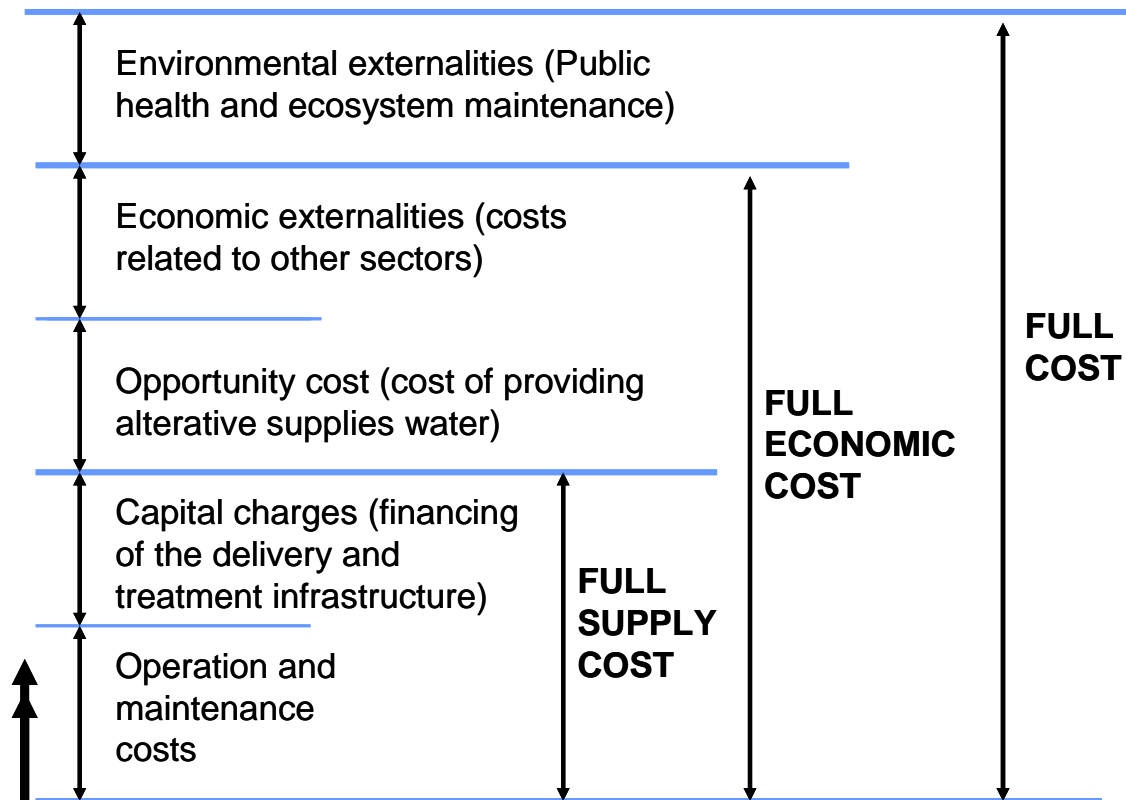 Environmental externalities (Public
health and ecosystem maintenance)
Economic externalities (costs
related to other sectors)
Opportunity cost (cost of providing
alterative supplies water)
Capital charges (financing
of the delivery and
treatment infrastructure)
Operation and
maintenance
costs
FULL
SUPPLY
COST
FULL
ECONOMIC
COST
FULL
COST